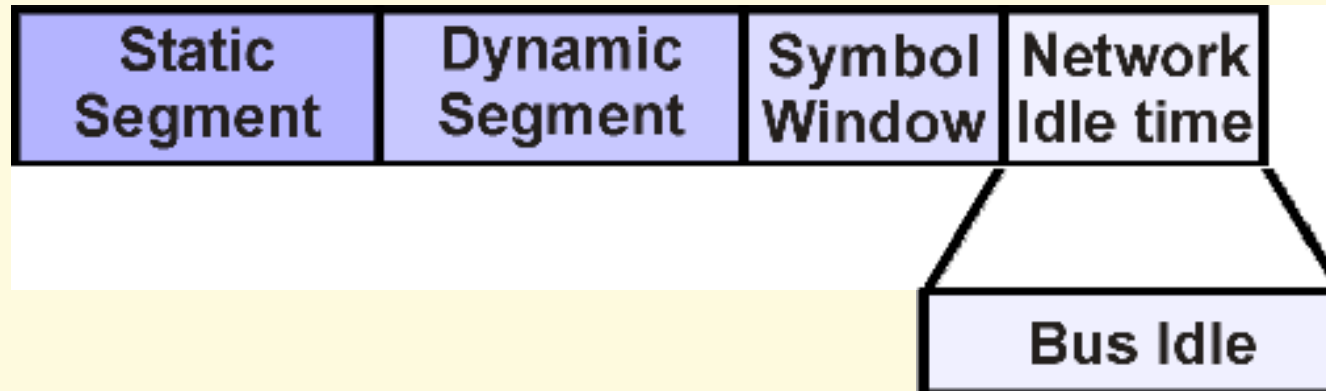 Static
Segment
Dynamic
Segment
Symbol
Window
Network
Idle time
Bus Idle